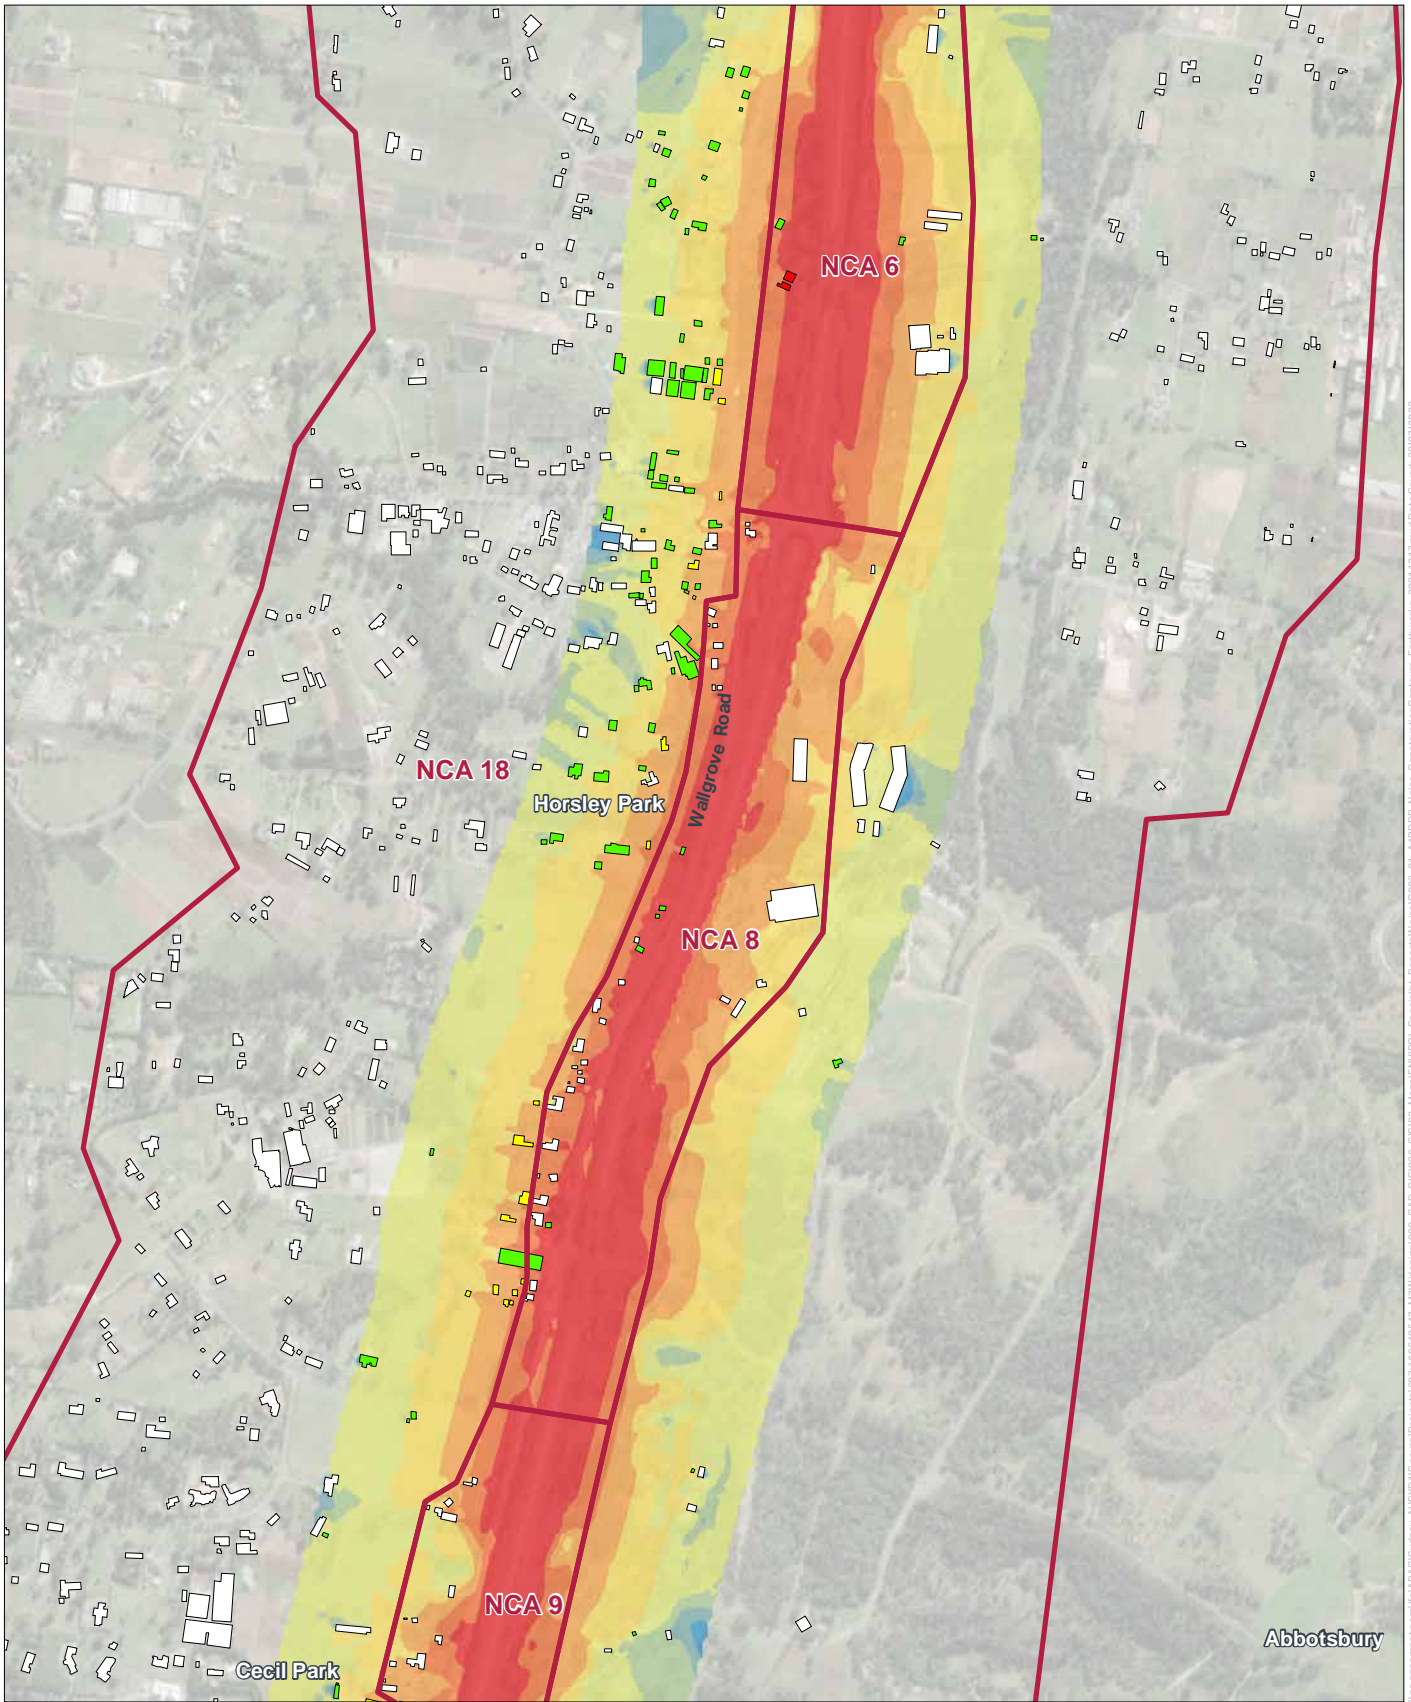 NCA 6
NCA 18
Horsley Park
Wallgrove Road
NCA 8
NCA 9
Cecil Park
Abbotsbury